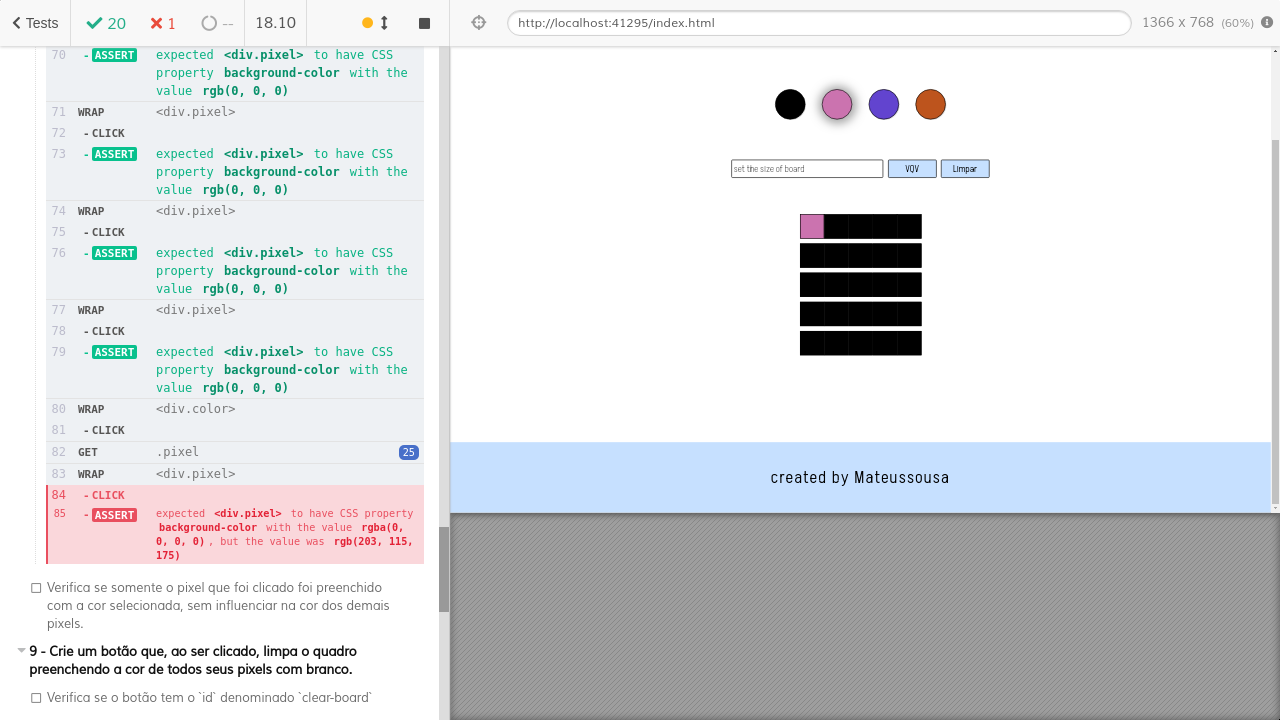 Tests
20
1
--
18.10
http://localhost:41295/index.html
1366 x 768 (60%)
70 -ASSERT expected <div.pixel> to have CSS
property background-color with the
value rgb(0, 0, 0)
71 WRAP <div.pixel>
72 -CLICK
73 -ASSERT expected <div.pixel> to have CSS
property background-color with the
value rgb(0, 0, 0)
74 WRAP <div.pixel>
75 -CLICK
76 -ASSERT expected <div.pixel> to have CSS
property background-color with the
value rgb(0, 0, 0)
77 WRAP <div.pixel>
78 -CLICK
79 -ASSERT expected <div.pixel> to have CSS
property background-color with the
value rgb(0, 0, 0)
80 WRAP <div.color>
81 -CLICK
82 GET .pixel 25
83 WRAP <div.pixel>
84 -CLICK
85 -ASSERT expected <div.pixel> to have CSS property
background-color with the value rgba(0,
0, 0, 0), but the value was rgb(203, 115,
175)
Verifica se somente o pixel que foi clicado foi preenchido
com a cor selecionada, sem influenciar na cor dos demais
pixels.
9 - Crie um botão que, ao ser clicado, limpa o quadro
preenchendo a cor de todos seus pixels com branco.
Verifica se o botão tem o `id` denominado `clear-board`
set the size of board
VQV
Limpar
created by Mateussousa